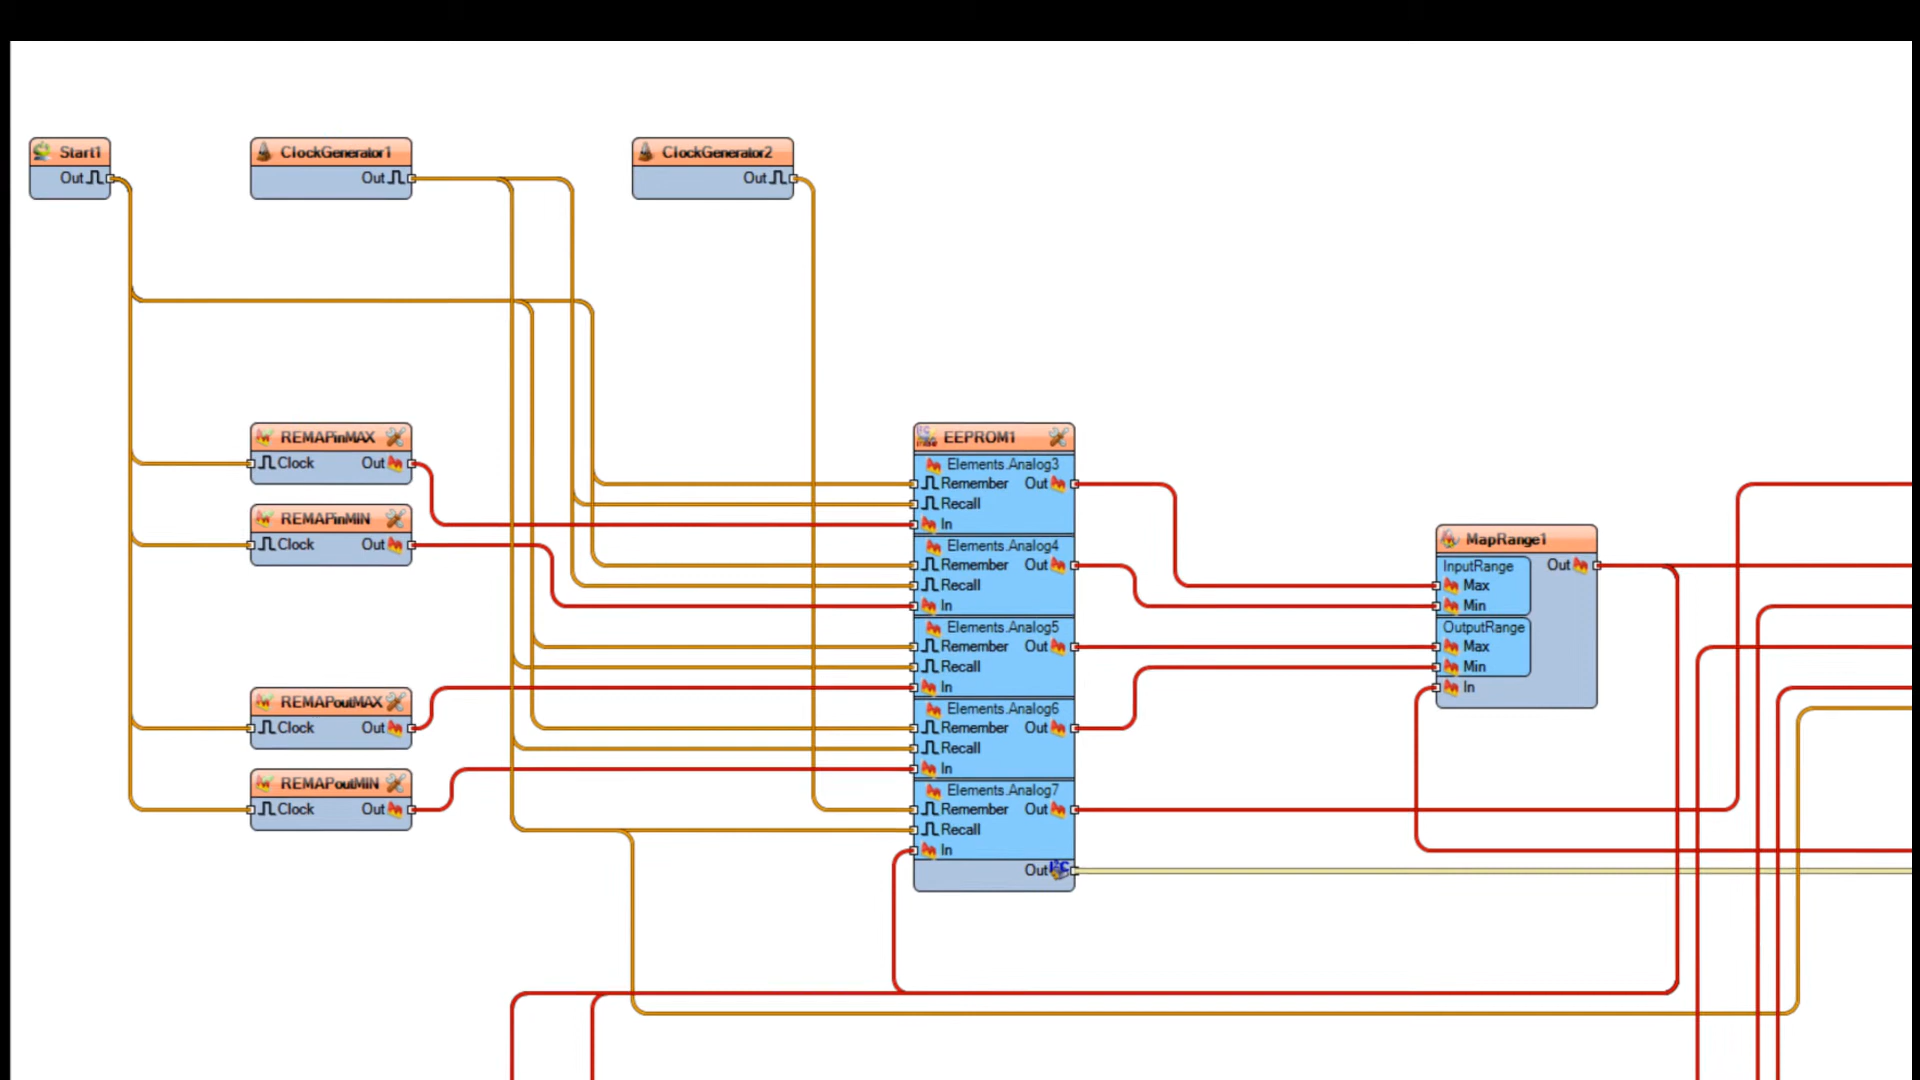 Start1
Out
ClockGenerator1
Out
ClockGenerator2
Out
REMAPinMAX
Clock Out
REMAPinMIN
Clock Out
REMAPoutMAX
Clock Out
REMAPoutMIN
Clock Out
EEPROM1
Elements.Analog3
Remember Out
Recall
In
Elements.Analog4
Remember Out
Recall
In
Elements.Analog5
Remember Out
Recall
In
Elements.Analog6
Remember Out
Recall
In
Elements.Analog7
Remember Out
Recall
In
Out I²C
MapRange1
InputRange Out
Max
Min
OutputRange
Max
Min
In